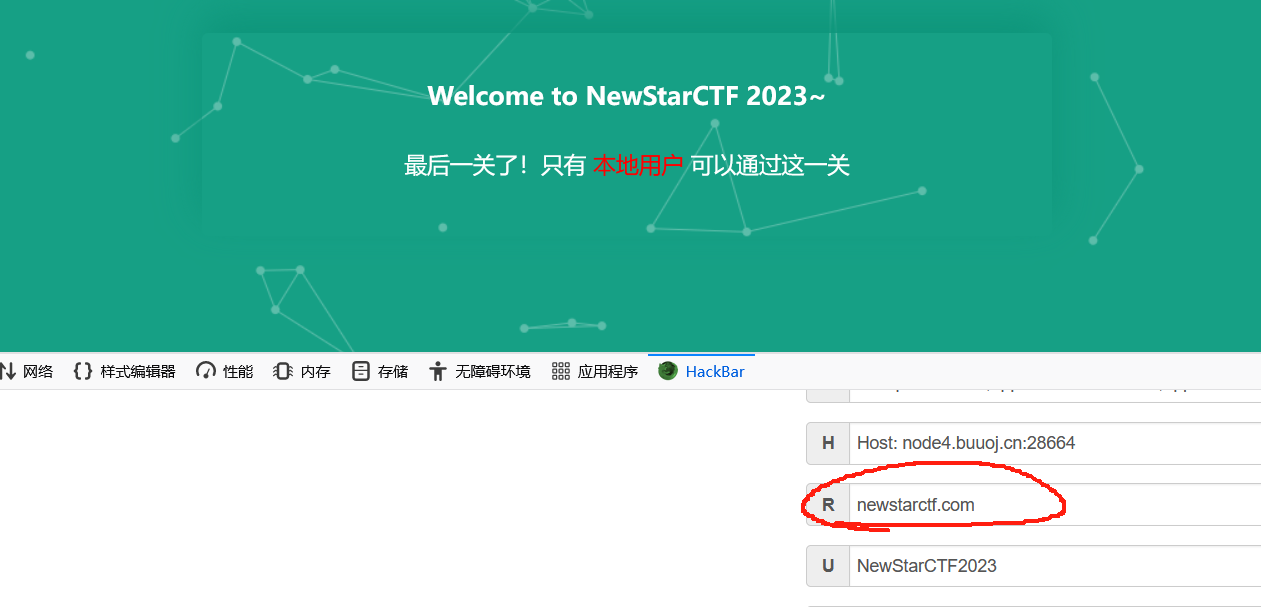 Welcome to NewStarCTF 2023~
最后一关了！只有 本地用户 可以通过这一关
网络 样式编辑器 性能 内存 存储 无障碍环境 应用程序 HackBar
H Host: node4.buuoj.cn:28664
R newstarctf.com
U NewStarCTF2023